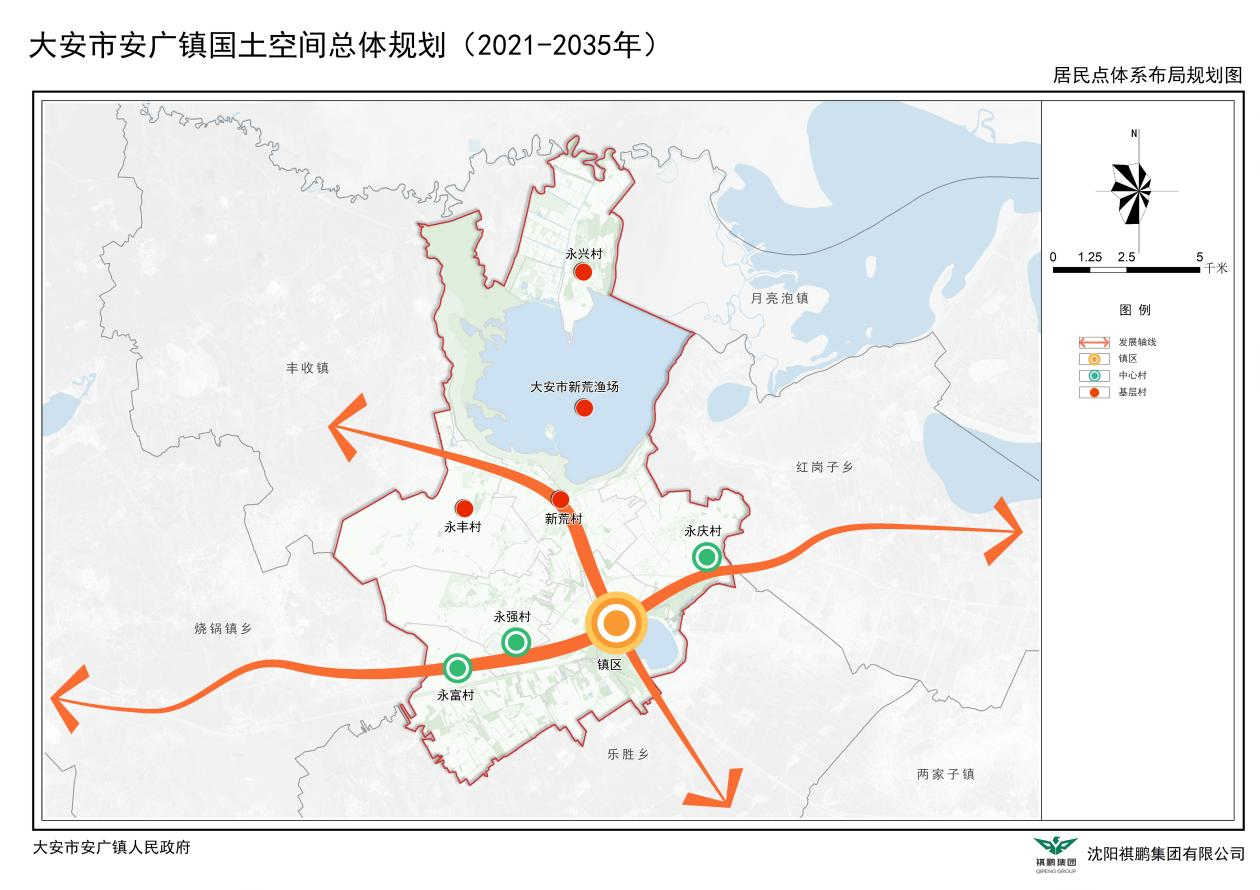 大安市安广镇国土空间总体规划（2021-2035年）
居民点体系布局规划图
N
0 1.25 2.5 5 千米
图 例
发展轴线
镇区
中心村
基层村
永兴村
月亮泡镇
丰收镇
大安市新荒渔场
红岗子乡
永丰村
新荒村
永庆村
永强村
烧锅镇乡
镇区
永富村
乐胜乡
两家子镇
大安市安广镇人民政府
祺鹏集团
QIPENG GROUP
沈阳祺鹏集团有限公司